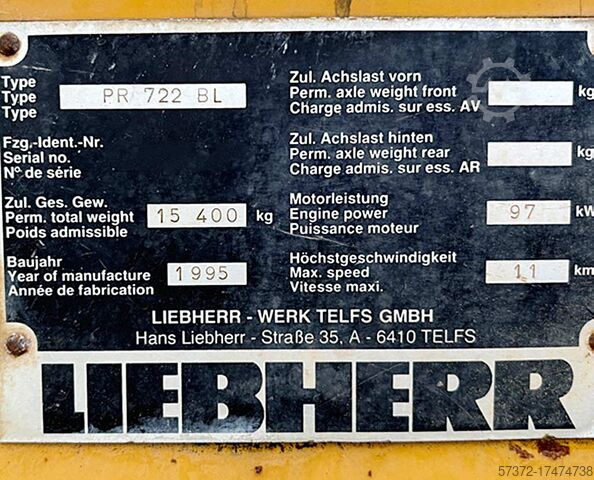 Type
Type PR 722 BL
Type
Fzg.-Ident.-Nr.
Serial no.
Nº de série
Zul. Ges. Gew.
Perm. total weight 15 400 kg
Poids admissible
Baujahr
Year of manufacture 1995
Année de fabrication
Zul. Achslast vorn
Perm. axle weight front kg
Charge admis. sur ess. AV
Zul. Achslast hinten
Perm. axle weight rear kg
Charge admis. sur ess. AR
Motorleistung
Engine power 97 kW
Puissance moteur
Höchstgeschwindigkeit
Max. speed 11 km
Vitesse maxi.
LIEBHERR - WERK TELFS GMBH
Hans Liebherr - Straße 35, A - 6410 TELFS
LIEBHERR
57372-17474738